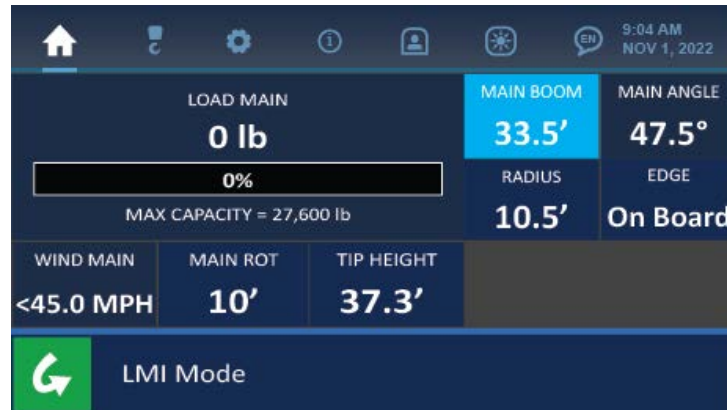 EN
9:04 AM
NOV 1, 2022
LOAD MAIN
0 lb
0%
MAX CAPACITY = 27,600 lb
MAIN BOOM
33.5′
MAIN ANGLE
47.5°
RADIUS
10.5′
EDGE
On Board
WIND MAIN
<45.0 MPH
MAIN ROT
10′
TIP HEIGHT
37.3′
LMI Mode